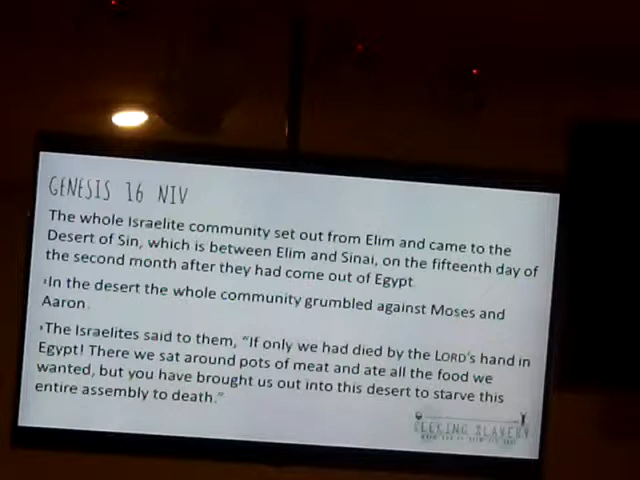 GENESIS 16 NIV
The whole Israelite community set out from Elim and came to the
Desert of Sin, which is between Elim and Sinai, on the fifteenth day of
the second month after they had come out of Egypt.
In the desert the whole community grumbled against Moses and
Aaron.
The Israelites said to them, “If only we had died by the LORD’s hand in
Egypt! There we sat around pots of meat and ate all the food we
wanted, but you have brought us out into this desert to starve this
entire assembly to death.”
SEEKING SLAVERY